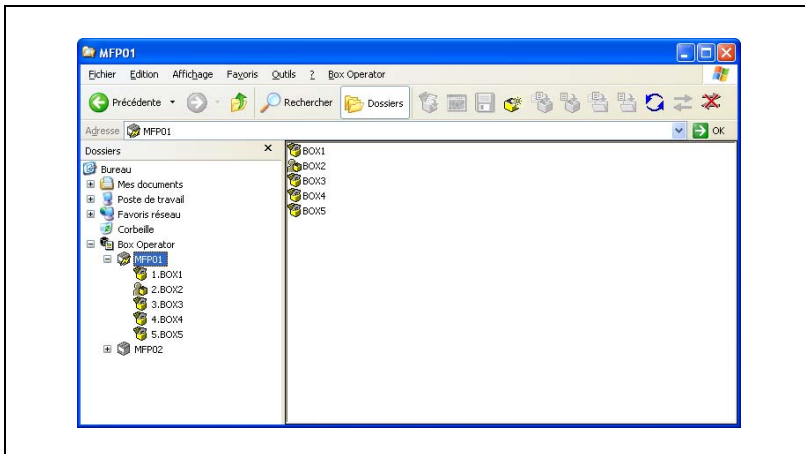 MFP01
Fichier Edition Affichage Favoris Outils ? Box Operator
Précédente Rechercher Dossiers
Adresse MFP01 OK
Dossiers
Bureau
Mes documents
Poste de travail
Favoris réseau
Corbeille
Box Operator
MFP01
1.BOX1
2.BOX2
3.BOX3
4.BOX4
5.BOX5
MFP02
BOX1
BOX2
BOX3
BOX4
BOX5